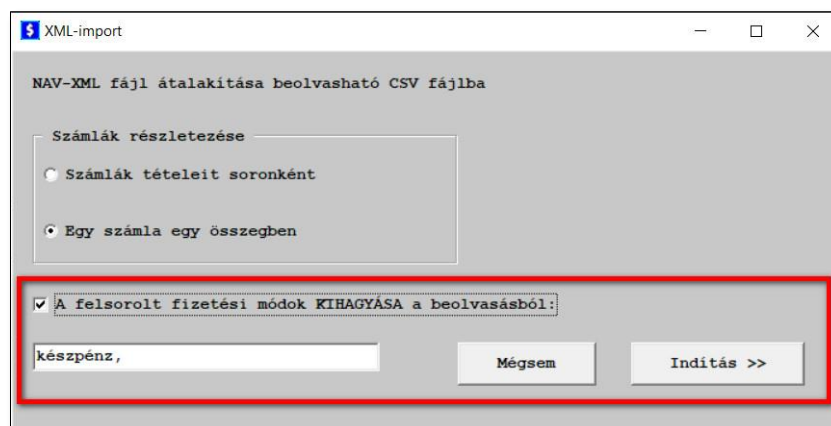 XML-import
NAV-XML fájl átalakítása beolvasható CSV fájlba
Számlák részletezése
Számlák tételeit soronként
Egy számla egy összegben
A felsorolt fizetési módok KIHAGYÁSA a beolvasásból:
készpénz,
Mégsem
Indítás >>